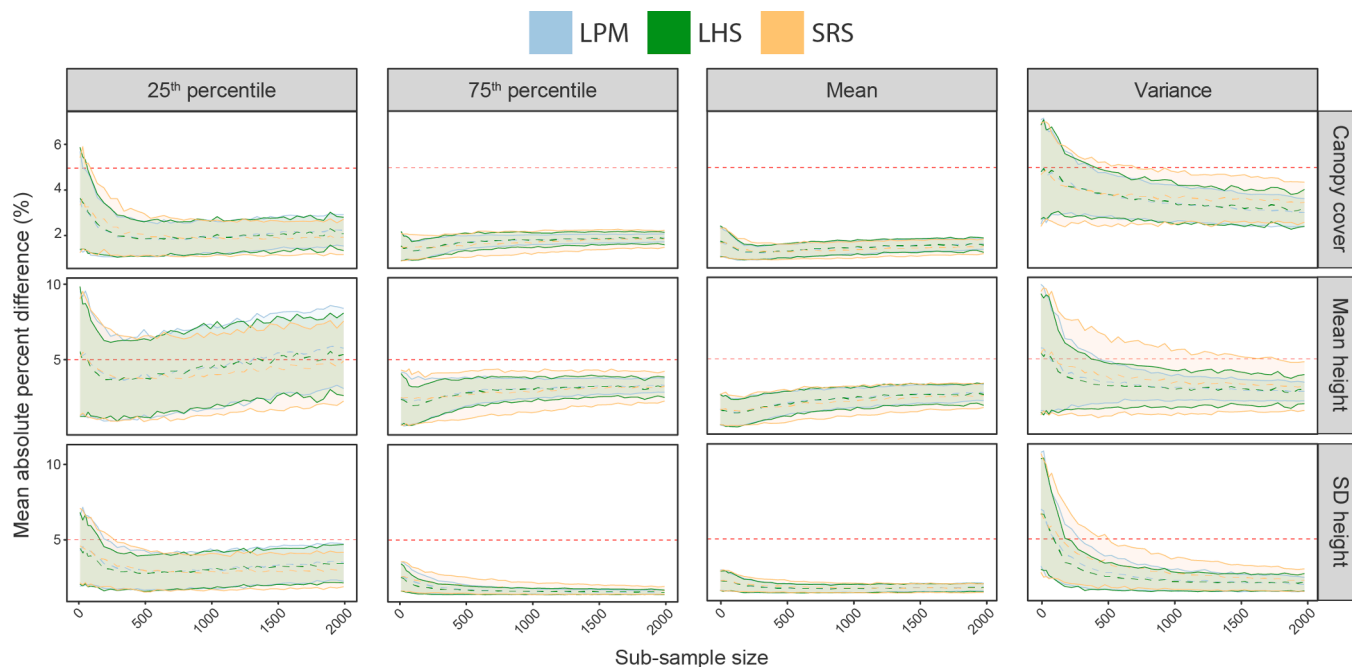 LPM LHS SRS
25th percentile 75th percentile Mean Variance
Mean absolute percent difference (%)
6
4
2
Canopy cover
10
5
Mean height
10
5
SD height
0 500 1000 1500 2000 0 500 1000 1500 2000 0 500 1000 1500 2000 0 500 1000 1500 2000
Sub-sample size